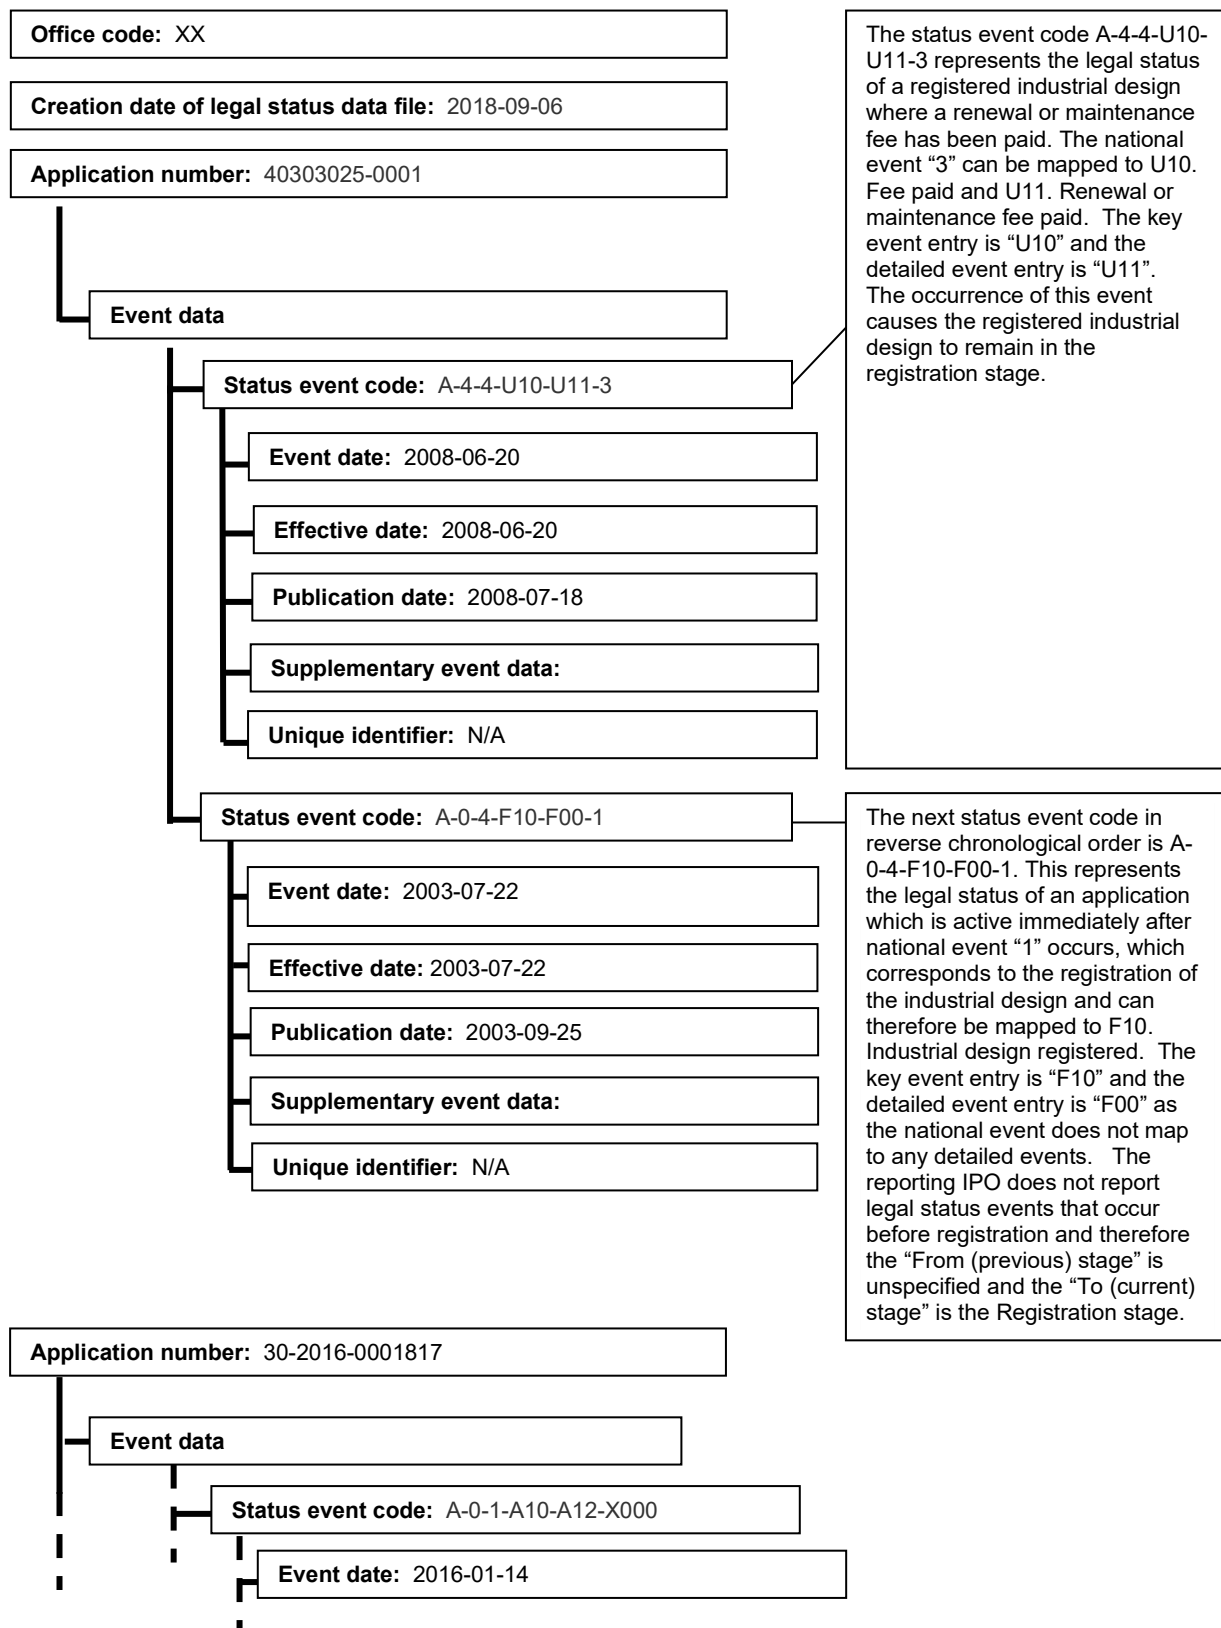 Office code: XX
Creation date of legal status data file: 2018-09-06
Application number: 40303025-0001
Event data
Status event code: A-4-4-U10-U11-3
Event date: 2008-06-20
Effective date: 2008-06-20
Publication date: 2008-07-18
Supplementary event data:
Unique identifier: N/A
The status event code A-4-4-U10-
U11-3 represents the legal status
of a registered industrial design
where a renewal or maintenance
fee has been paid. The national
event “3” can be mapped to U10.
Fee paid and U11. Renewal or
maintenance fee paid. The key
event entry is “U10” and the
detailed event entry is “U11”.
The occurrence of this event
causes the registered industrial
design to remain in the
registration stage.
Status event code: A-0-4-F10-F00-1
Event date: 2003-07-22
Effective date: 2003-07-22
Publication date: 2003-09-25
Supplementary event data:
Unique identifier: N/A
The next status event code in
reverse chronological order is A-
0-4-F10-F00-1. This represents
the legal status of an application
which is active immediately after
national event “1” occurs, which
corresponds to the registration of
the industrial design and can
therefore be mapped to F10.
Industrial design registered. The
key event entry is “F10” and the
detailed event entry is “F00” as
the national event does not map
to any detailed events. The
reporting IPO does not report
legal status events that occur
before registration and therefore
the “From (previous) stage” is
unspecified and the “To (current)
stage” is the Registration stage.
Application number: 30-2016-0001817
Event data
Status event code: A-0-1-A10-A12-X000
Event date: 2016-01-14